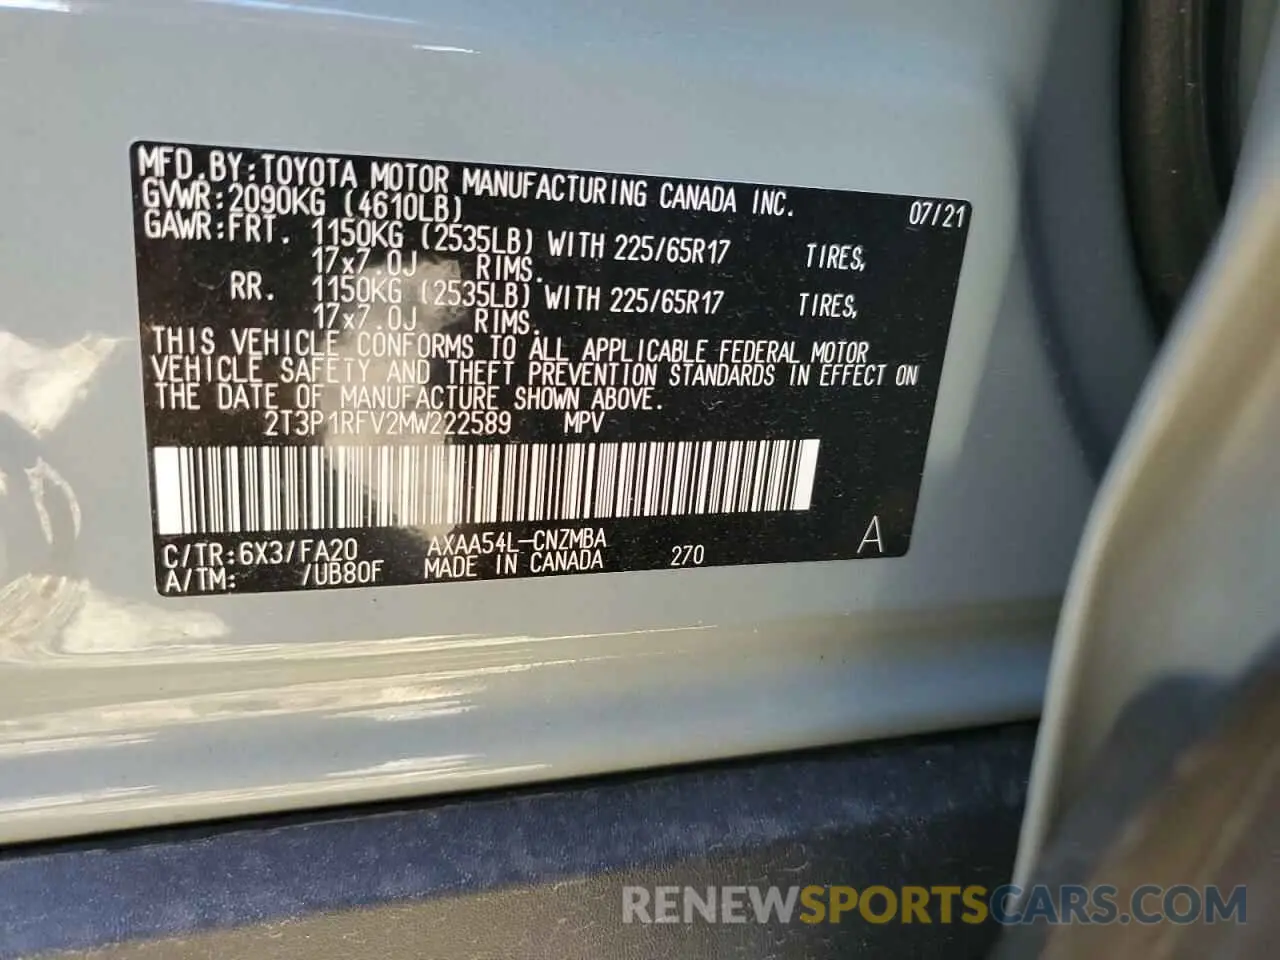 MFD.BY:TOYOTA MOTOR MANUFACTURING CANADA INC. 07/21
GVWR:2090KG (4610LB)
GAWR:FRT. 1150KG (2535LB) WITH 225/65R17 TIRES,
17x7.0J RIMS.
RR. 1150KG (2535LB) WITH 225/65R17 TIRES,
17x7.0J RIMS.
THIS VEHICLE CONFORMS TO ALL APPLICABLE FEDERAL MOTOR
VEHICLE SAFETY AND THEFT PREVENTION STANDARDS IN EFFECT ON
THE DATE OF MANUFACTURE SHOWN ABOVE.
2T3P1RFV2MW222589 MPV
C/TR:6X3/FA20 AXAA54L-CNZMBA
A/TM: /UB80F MADE IN CANADA 270 A
RENEWSPORTSCARS.COM